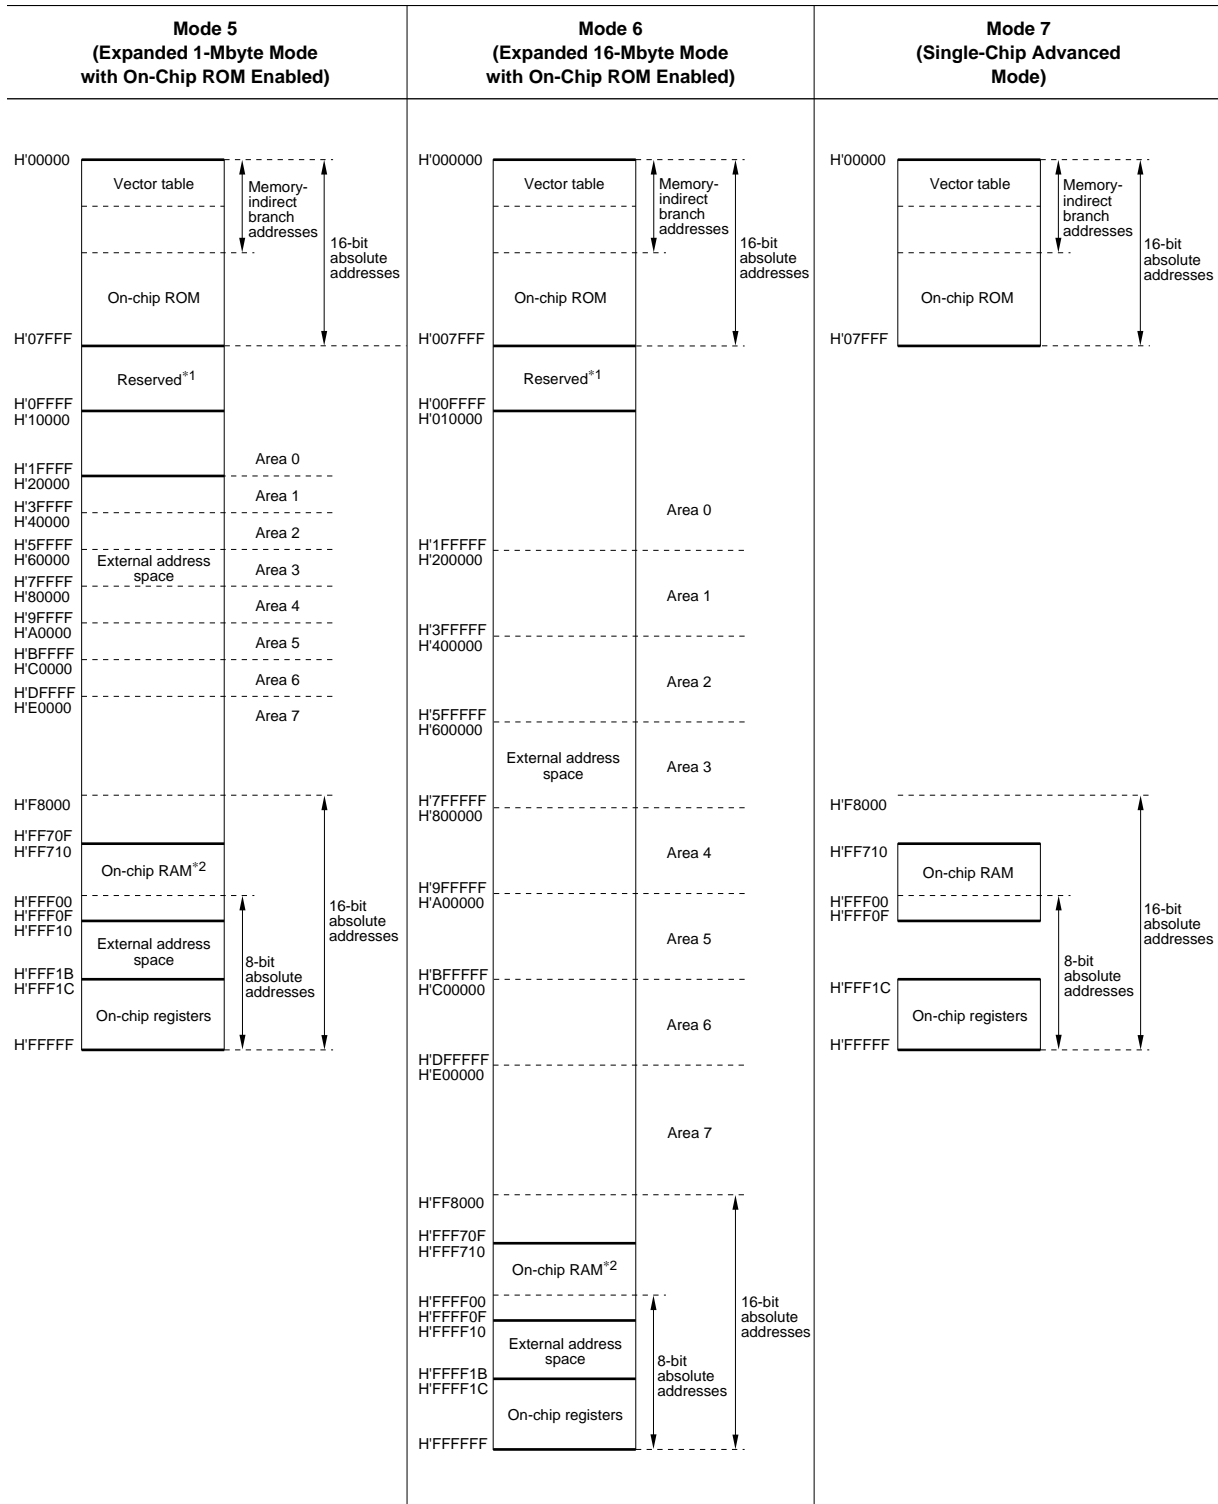 Mode 5
(Expanded 1-Mbyte Mode
with On-Chip ROM Enabled)
Mode 6
(Expanded 16-Mbyte Mode
with On-Chip ROM Enabled)
Mode 7
(Single-Chip Advanced
Mode)
H'00000
Vector table
Memory-
indirect
branch
addresses
16-bit
absolute
addresses
On-chip ROM
H'07FFF
Reserved*1
H'0FFFF
H'10000
Area 0
H'1FFFF
H'20000
Area 1
H'3FFFF
H'40000
Area 2
H'5FFFF
H'60000
External address
space
Area 3
H'7FFFF
H'80000
Area 4
H'9FFFF
H'A0000
Area 5
H'BFFFF
H'C0000
Area 6
H'DFFFF
H'E0000
Area 7
H'F8000
H'FF70F
H'FF710
On-chip RAM*2
H'FFF00
H'FFF0F
H'FFF10
16-bit
absolute
addresses
External address
space
8-bit
absolute
addresses
H'FFF1B
H'FFF1C
On-chip registers
H'FFFFF
H'000000
Vector table
Memory-
indirect
branch
addresses
16-bit
absolute
addresses
On-chip ROM
H'007FFF
Reserved*1
H'00FFFF
H'010000
Area 0
H'1FFFFF
H'200000
Area 1
H'3FFFFF
H'400000
Area 2
H'5FFFFF
H'600000
External address
space
Area 3
H'7FFFFF
H'800000
Area 4
H'9FFFFF
H'A00000
Area 5
H'BFFFFF
H'C00000
Area 6
H'DFFFFF
H'E00000
Area 7
H'FF8000
H'FFF70F
H'FFF710
On-chip RAM*2
H'FFFF00
H'FFFF0F
H'FFFF10
16-bit
absolute
addresses
External address
space
8-bit
absolute
addresses
H'FFFF1B
H'FFFF1C
On-chip registers
H'FFFFFF
H'00000
Vector table
Memory-
indirect
branch
addresses
16-bit
absolute
addresses
On-chip ROM
H'07FFF
H'F8000
H'FF710
On-chip RAM
H'FFF00
H'FFF0F
16-bit
absolute
addresses
8-bit
absolute
addresses
H'FFF1C
On-chip registers
H'FFFFF